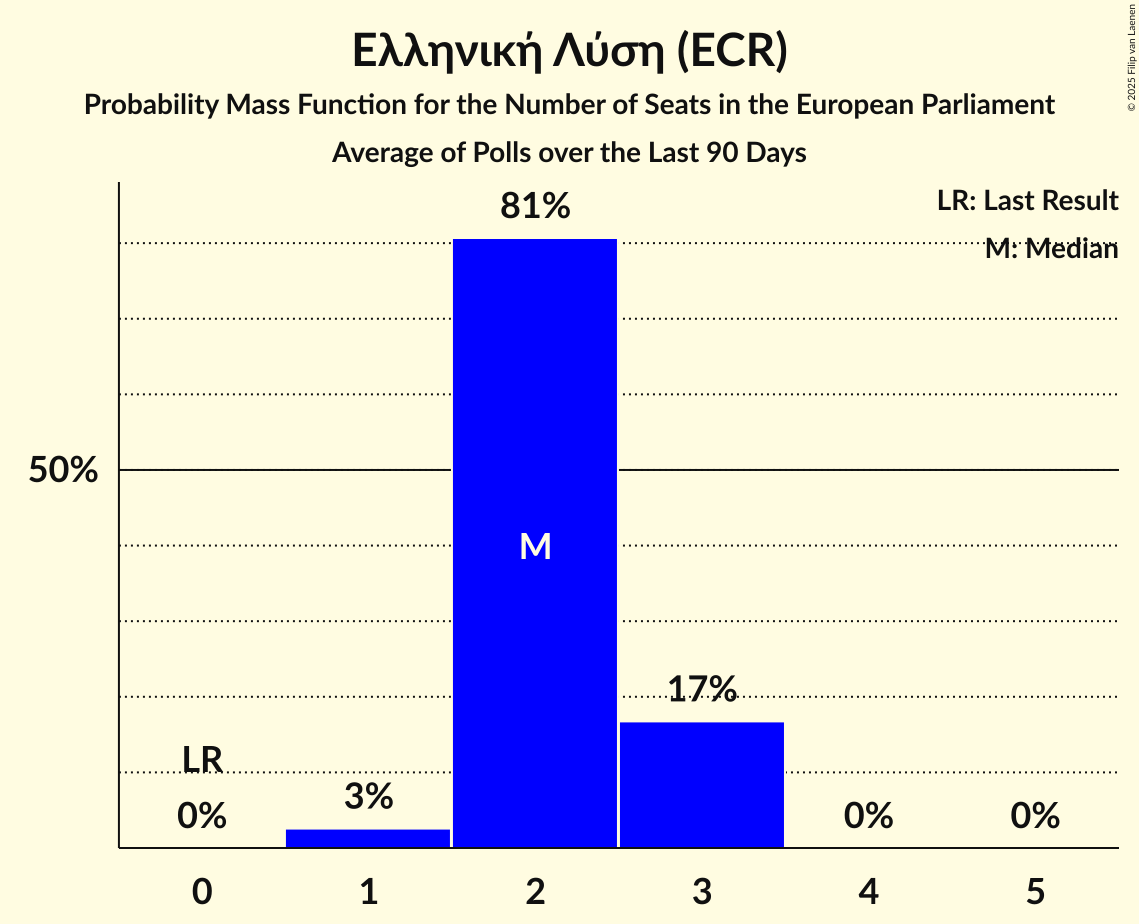 Ελληνική Λύση (ECR)
Probability Mass Function for the Number of Seats in the European Parliament
Average of Polls over the Last 90 Days
© 2025 Filip van Laenen
LR: Last Result
M: Median
81%
50%
M
17%
LR
3%
0%
0%
0%
0
1
2
3
4
5